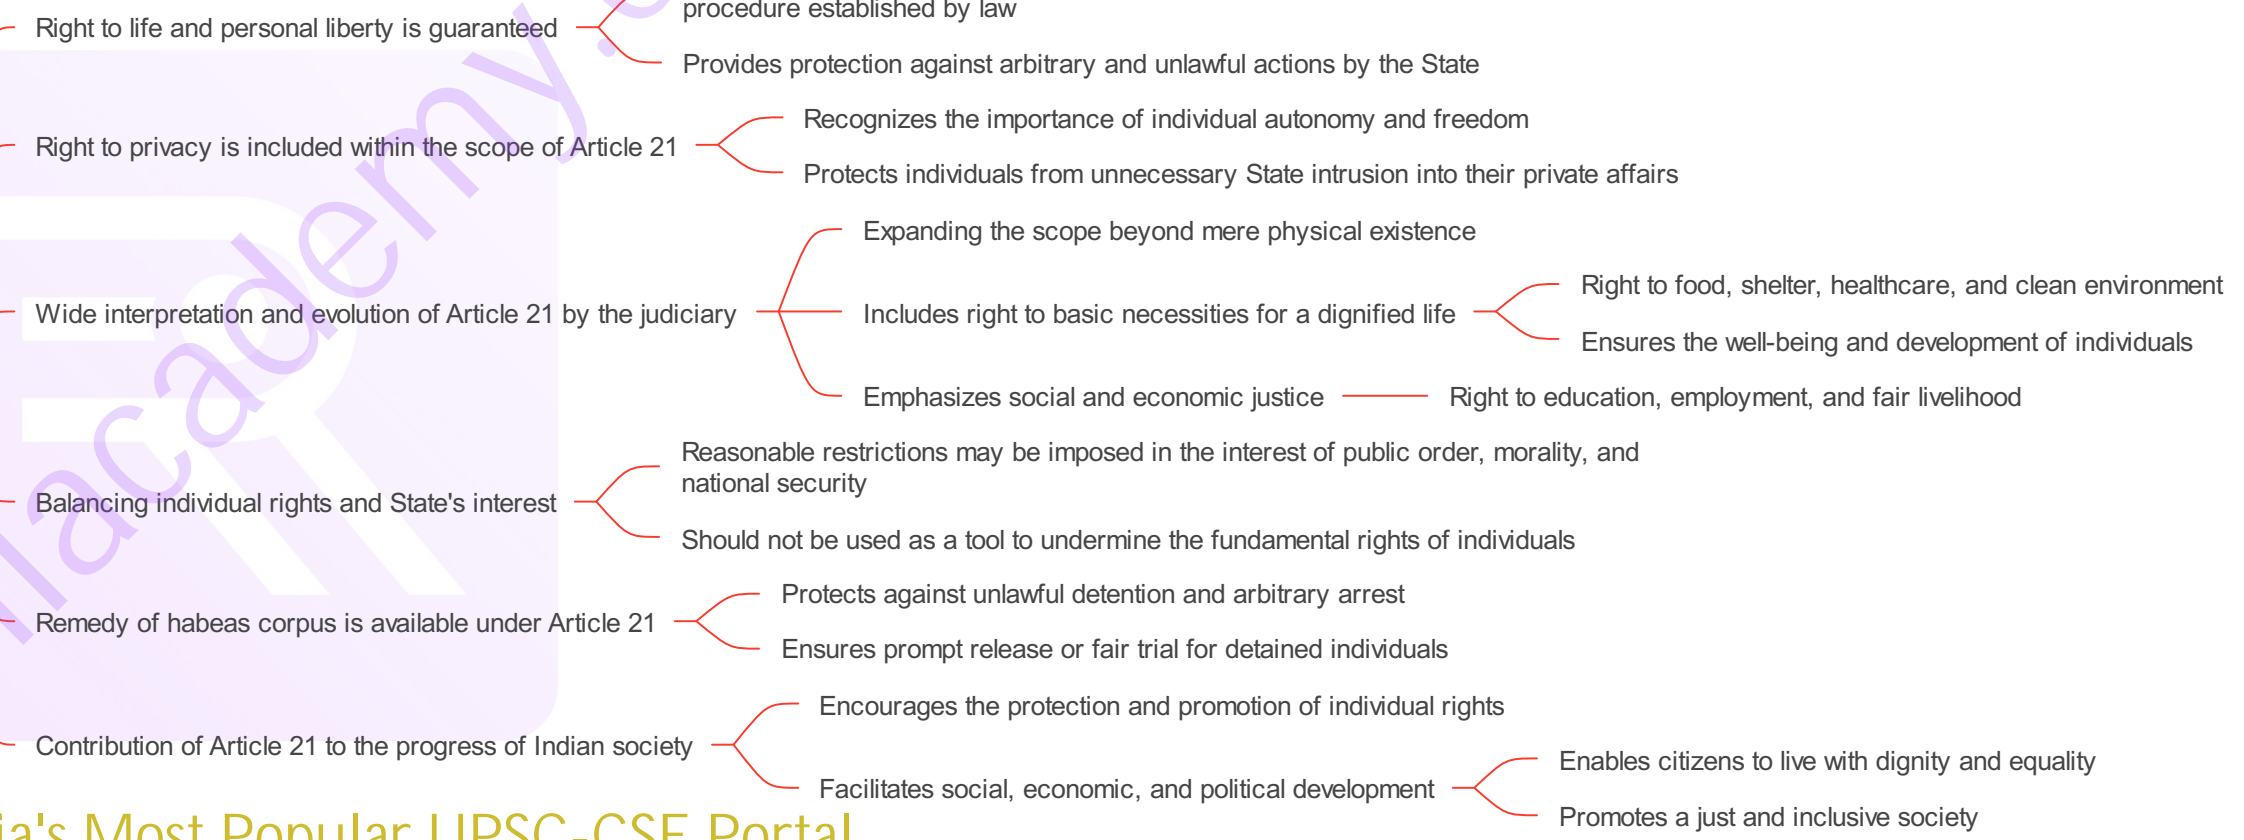 procedure established by law
Right to life and personal liberty is guaranteed
Provides protection against arbitrary and unlawful actions by the State
Recognizes the importance of individual autonomy and freedom
Right to privacy is included within the scope of Article 21
Protects individuals from unnecessary State intrusion into their private affairs
Expanding the scope beyond mere physical existence
Right to food, shelter, healthcare, and clean environment
Wide interpretation and evolution of Article 21 by the judiciary
Includes right to basic necessities for a dignified life
Ensures the well-being and development of individuals
Emphasizes social and economic justice
Right to education, employment, and fair livelihood
Reasonable restrictions may be imposed in the interest of public order, morality, and
national security
Balancing individual rights and State's interest
Should not be used as a tool to undermine the fundamental rights of individuals
Protects against unlawful detention and arbitrary arrest
Remedy of habeas corpus is available under Article 21
Ensures prompt release or fair trial for detained individuals
Encourages the protection and promotion of individual rights
Contribution of Article 21 to the progress of Indian society
Facilitates social, economic, and political development
Enables citizens to live with dignity and equality
Promotes a just and inclusive society
academy.
Most Popular UPSC-CSE Portal